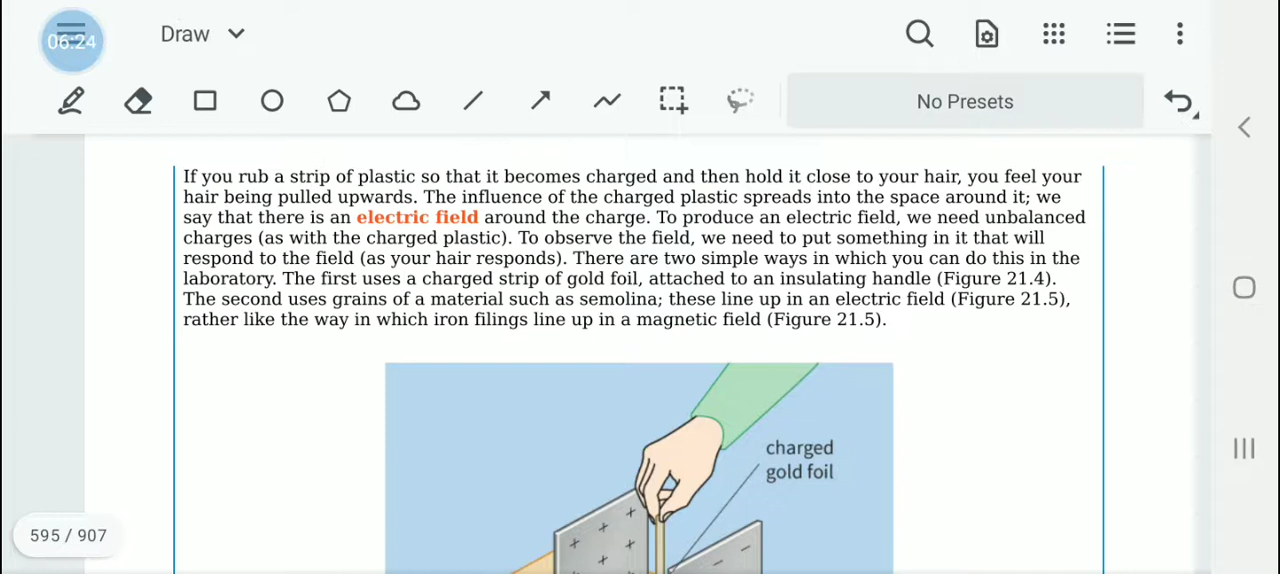 06:24
Draw
No Presets
If you rub a strip of plastic so that it becomes charged and then hold it close to your hair, you feel your
hair being pulled upwards. The influence of the charged plastic spreads into the space around it; we
say that there is an electric field around the charge. To produce an electric field, we need unbalanced
charges (as with the charged plastic). To observe the field, we need to put something in it that will
respond to the field (as your hair responds). There are two simple ways in which you can do this in the
laboratory. The first uses a charged strip of gold foil, attached to an insulating handle (Figure 21.4).
The second uses grains of a material such as semolina; these line up in an electric field (Figure 21.5),
rather like the way in which iron filings line up in a magnetic field (Figure 21.5).
charged
gold foil
595 / 907